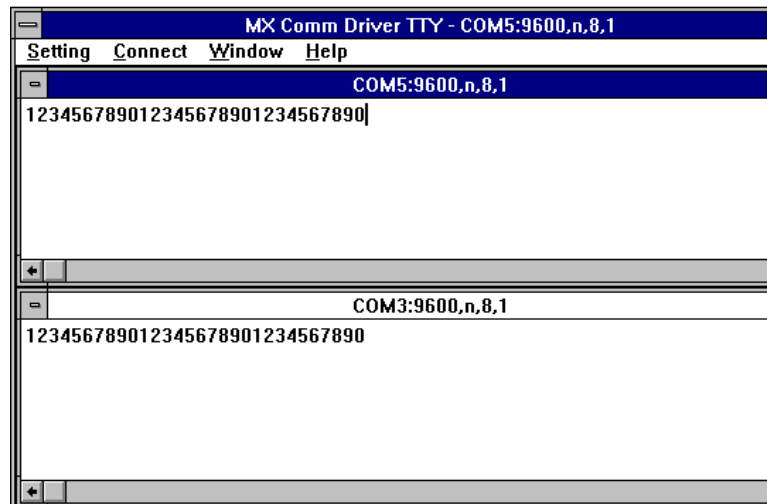 MX Comm Driver TTY - COM5:9600,n,8,1
Setting Connect Window Help
COM5:9600,n,8,1
123456789012345678901234567890
COM3:9600,n,8,1
123456789012345678901234567890